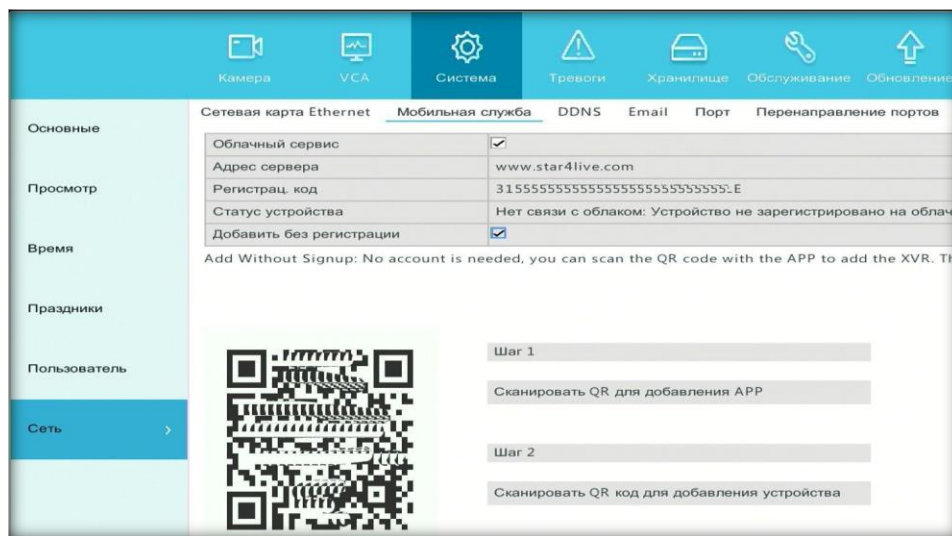 Камера VCA Система Тревоги Хранилище Обслуживание Обновление
Сетевая карта Ethernet Мобильная служба DDNS Email Порт Перенаправление портов
Основные
Облачный сервис
Адрес сервера www.star4live.com
Просмотр
Регистрац. код
Статус устройства Нет связи с облаком: Устройство не зарегистрировано на облач
Добавить без регистрации
Время
Add Without Signup: No account is needed, you can scan the QR code with the APP to add the XVR. Th
Праздники
Шаг 1
Пользователь
Сканировать QR для добавления APP
Сеть
Шаг 2
Сканировать QR код для добавления устройства